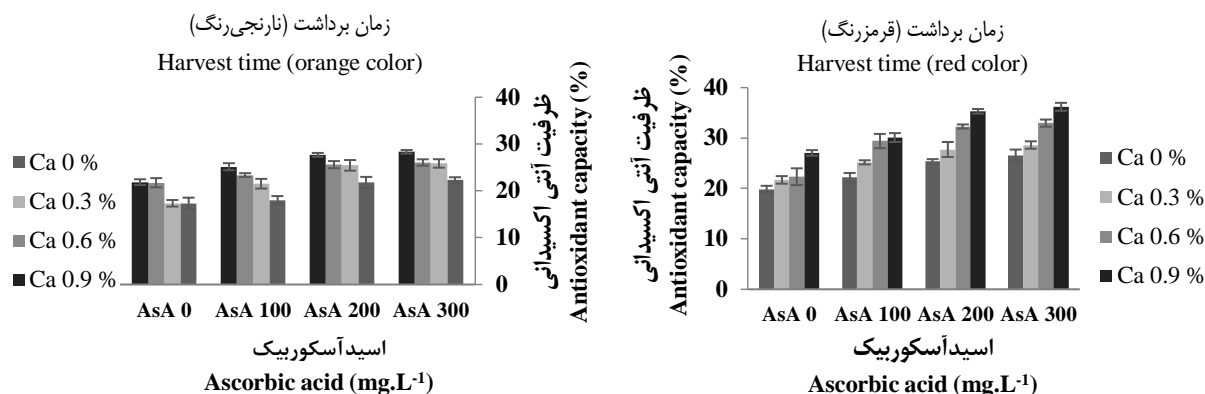 زمان برداشت (نارنجی‌رنگ)
Harvest time (orange color)
Ca 0 %
Ca 0.3 %
Ca 0.6 %
Ca 0.9 %
40
30
20
10
0
ظرفیت آنتی اکسیدانی
Antioxidant capacity (%)
AsA 0 AsA 100 AsA 200 AsA 300
اسیدآسکوربیک
Ascorbic acid (mg.L-1)
زمان برداشت (قرمزرنگ)
Harvest time (red color)
ظرفیت آنتی اکسیدانی
Antioxidant capacity (%)
40
30
20
10
0
Ca 0 %
Ca 0.3 %
Ca 0.6 %
Ca 0.9 %
AsA 0 AsA 100 AsA 200 AsA 300
اسیدآسکوربیک
Ascorbic acid (mg.L-1)